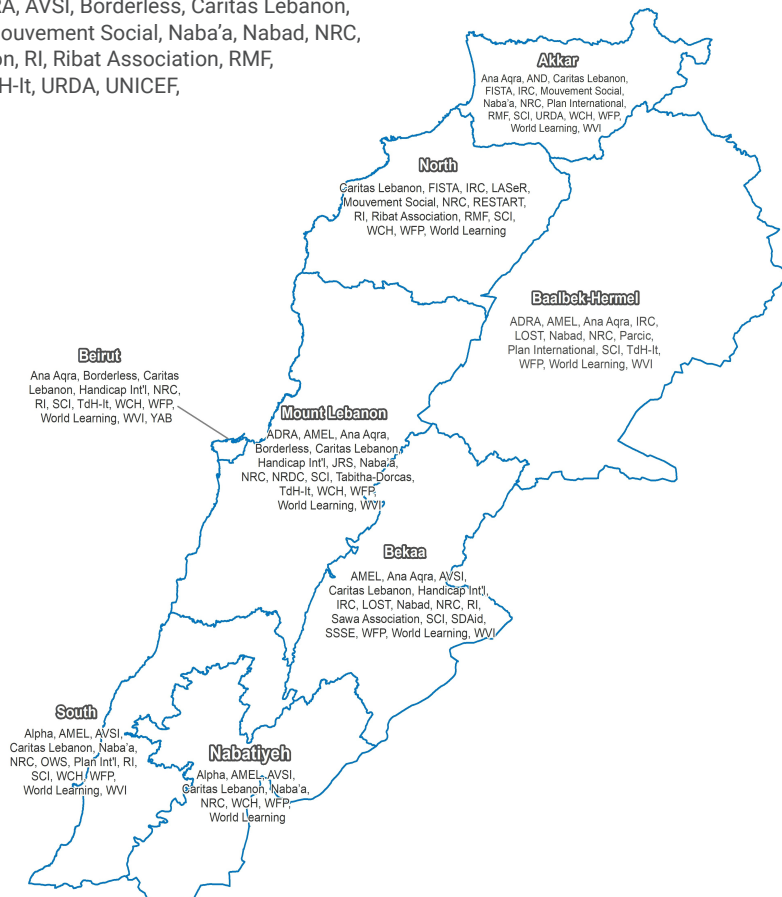 RA, AVSI, Borderless, Caritas Lebanon,
ouvement Social, Naba'a, Nabad, NRC,
on, RI, Ribat Association, RMF,
H-It, URDA, UNICEF,
Akkar
Ana Aqra, AND, Caritas Lebanon,
FISTA, IRC, Mouvement Social,
Naba'a, NRC, Plan International,
RMF, SCI, URDA, WCH, WFP,
World Learning, WVI
North
Caritas Lebanon, FISTA, IRC, LASeR,
Mouvement Social, NRC, RESTART,
RI, Ribat Association, RMF, SCI,
WCH, WFP, World Learning
Baalbek-Hermel
ADRA, AMEL, Ana Aqra, IRC,
LOST, Nabad, NRC, Parcic,
Plan International, SCI, TdH-It,
WFP, World Learning, WVI
Beirut
Ana Aqra, Borderless, Caritas
Lebanon, Handicap Int'l, NRC,
RI, SCI, TdH-It, WCH, WFP,
World Learning, WVI, YAB
Mount Lebanon
ADRA, AMEL, Ana Aqra,
Borderless, Caritas Lebanon,
Handicap Int'l, JRS, Naba'a,
NRC, NRDC, SCI, Tabitha-Dorcas,
TdH-It, WCH, WFP,
World Learning, WVI
Bekaa
AMEL, Ana Aqra, AVSI,
Caritas Lebanon, Handicap Int'l,
IRC, LOST, Nabad, NRC, RI,
Sawa Association, SCI, SDAid,
SSSE, WFP, World Learning, WVI
South
Alpha, AMEL, AVSI,
Caritas Lebanon, Naba'a,
NRC, OWS, Plan Int'l, RI,
SCI, WCH, WFP,
World Learning, WVI
Nabatiyeh
Alpha, AMEL, AVSI,
Caritas Lebanon, Naba'a,
NRC, WCH, WFP,
World Learning